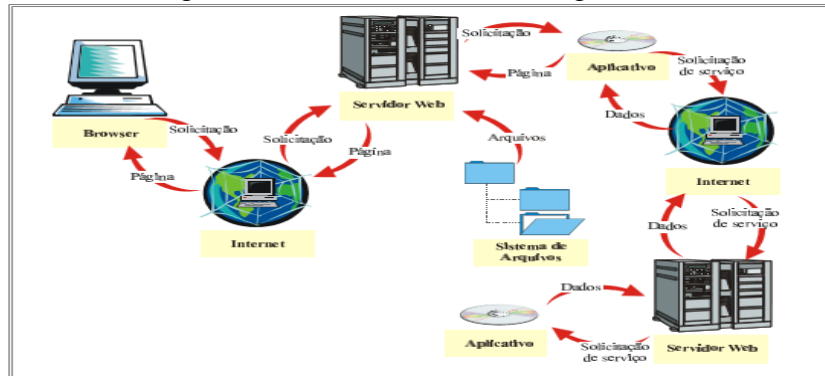 Solicitação
Página
Aplicativo
Solicitação
de serviço
Servidor Web
Browser
Solicitação
Página
Internet
Solicitação
Página
Arquivos
Sistema de
Arquivos
Dados
Internet
Dados
Solicitação
de serviço
Dados
Aplicativo
Solicitação
de serviço
Servidor Web